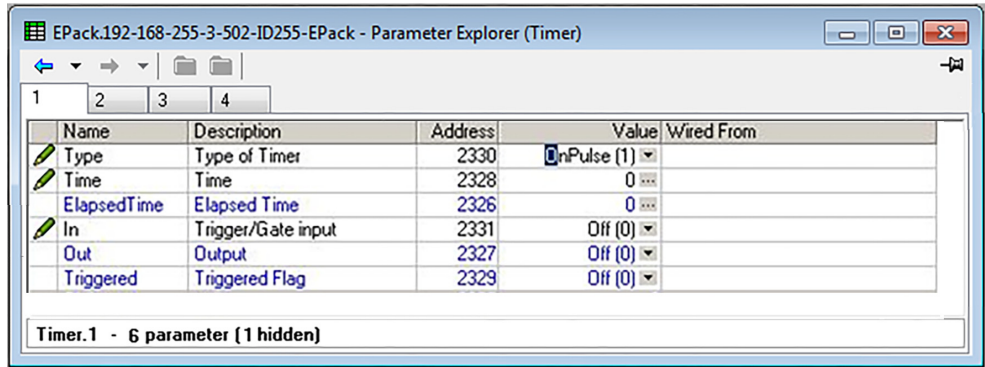 EPack.192-168-255-3-502-ID255-EPack - Parameter Explorer (Timer)
1 2 3 4
Name Description Address Value Wired From
Type Type of Timer 2330 OnPulse (1)
Time Time 2328 0 ...
ElapsedTime Elapsed Time 2326 0 ...
In Trigger/Gate input 2331 Off (0)
Out Output 2327 Off (0)
Triggered Triggered Flag 2329 Off (0)
Timer.1 - 6 parameter (1 hidden)